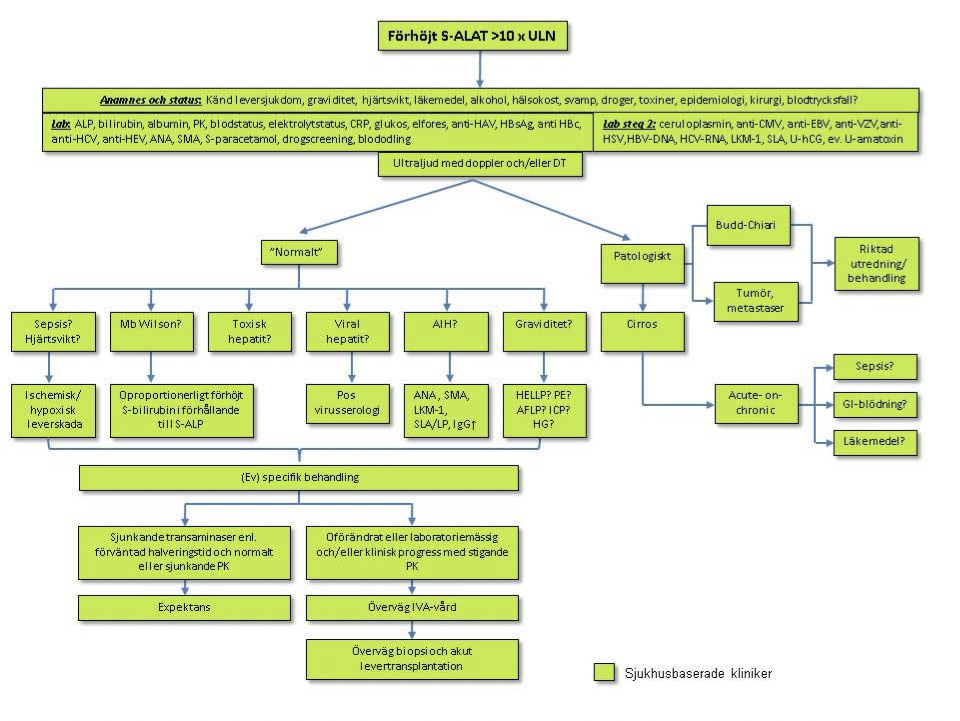 Förhöjt S-ALAT >10 x ULN
Anamnes och status: Känd leversjukdom, graviditet, hjärtsvikt, läkemedel, alkohol, hälsokost, svamp, droger, toxiner, epidemiologi, kirurgi, blodtrycksfall?
Lab: ALP, bilirubin, albumin, PK, blodstatus, elektrolytstatus, CRP, glukos, elfores, anti-HAV, HBsAg, anti HBc,
anti-HCV, anti-HEV, ANA, SMA, S-paracetamol, drogscreening, blododling
Lab steg 2: ceruloplasmin, anti-CMV, anti-EBV, anti-VZV,anti-
HSV,HBV-DNA, HCV-RNA, LKM-1, SLA, U-hCG, ev. U-amatoxin
Ultraljud med doppler och/eller DT
"Normalt"
Patologiskt
Budd-Chiari
Tumör,
metastaser
Riktad
utredning/
behandling
Sepsis?
Hjärtsvikt?
Mb Wilson?
Toxisk
hepatit?
Viral
hepatit?
AIH?
Graviditet?
Cirros
Ischemisk/
hypoxisk
leverskada
Oproportionerligt förhöjt
S-bilirubin i förhållande
till S-ALP
Pos
virusserologi
ANA, SMA,
LKM-1,
SLA/LP, IgG↑
HELLP? PE?
AFLP? ICP?
HG?
Acute- on-
chronic
Sepsis?
GI-blödning?
Läkemedel?
(Ev) specifik behandling
Sjunkande transaminaser enl.
förväntad halveringstid och normalt
eller sjunkande PK
Oförändrat eller laboratoriemässig
och/eller klinisk progress med stigande
PK
Expektans
Överväg IVA-vård
Överväg biopsi och akut
levertransplantation
Sjukhusbaserade kliniker